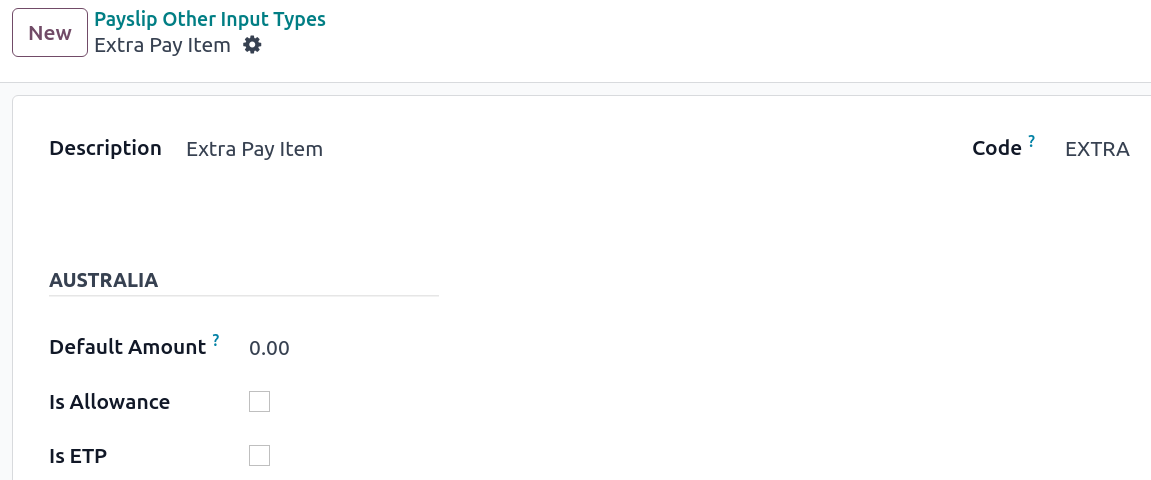 New
Payslip Other Input Types
Extra Pay Item
Description Extra Pay Item Code ? EXTRA
AUSTRALIA
Default Amount ? 0.00
Is Allowance
Is ETP